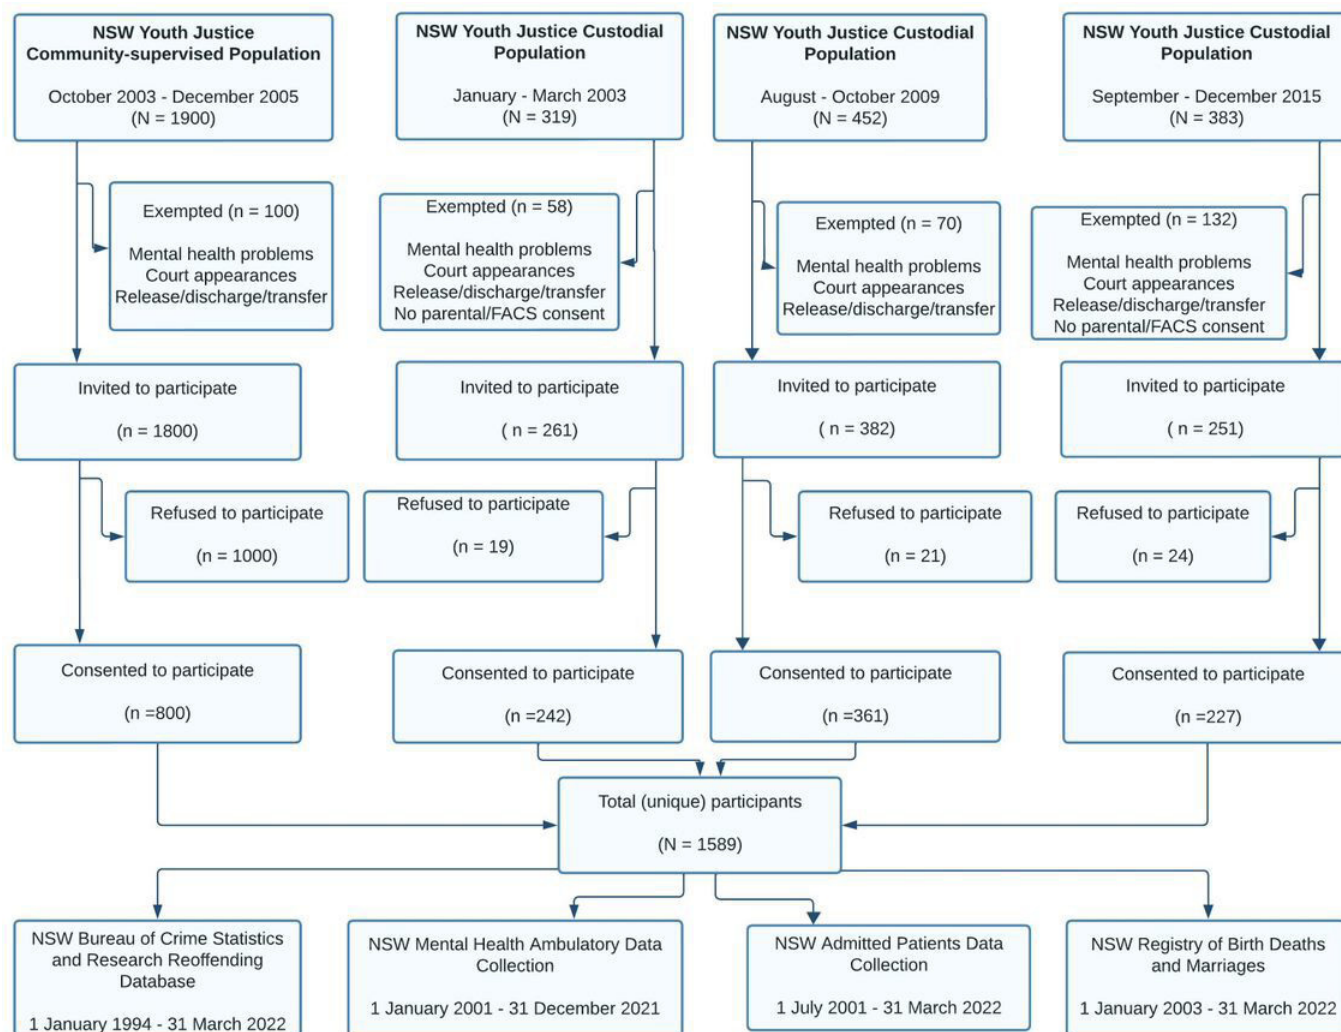 NSW Youth Justice
Community-supervised Population
October 2003 - December 2005
(N = 1900)
NSW Youth Justice Custodial
Population
January - March 2003
(N = 319)
NSW Youth Justice Custodial
Population
August - October 2009
(N = 452)
NSW Youth Justice Custodial
Population
September - December 2015
(N = 383)
Exempted (n = 100)
Mental health problems
Court appearances
Release/discharge/transfer
Exempted (n = 58)
Mental health problems
Court appearances
Release/discharge/transfer
No parental/FACS consent
Exempted (n = 70)
Mental health problems
Court appearances
Release/discharge/transfer
Exempted (n = 132)
Mental health problems
Court appearances
Release/discharge/transfer
No parental/FACS consent
Invited to participate
(n = 1800)
Invited to participate
( n = 261)
Invited to participate
( n = 382)
Invited to participate
( n = 251)
Refused to participate
(n = 1000)
Refused to participate
(n = 19)
Refused to participate
(n = 21)
Refused to participate
(n = 24)
Consented to participate
(n =800)
Consented to participate
(n =242)
Consented to participate
(n =361)
Consented to participate
(n =227)
Total (unique) participants
(N = 1589)
NSW Bureau of Crime Statistics
and Research Reoffending
Database
1 January 1994 - 31 March 2022
NSW Mental Health Ambulatory Data
Collection
1 January 2001 - 31 December 2021
NSW Admitted Patients Data
Collection
1 July 2001 - 31 March 2022
NSW Registry of Birth Deaths
and Marriages
1 January 2003 - 31 March 2022